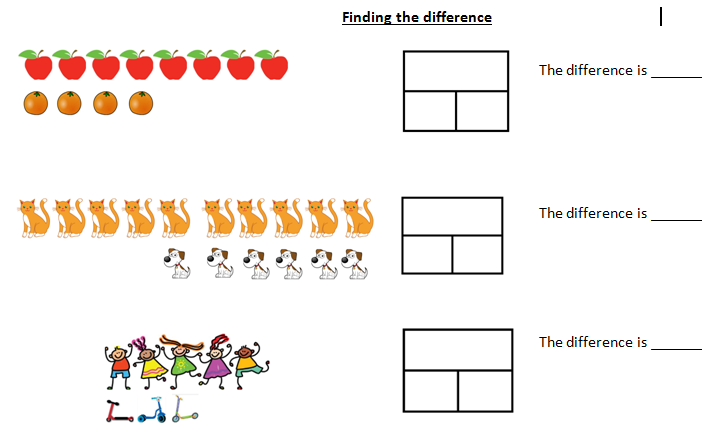 Finding the difference
The difference is _______
The difference is _______
The difference is _______